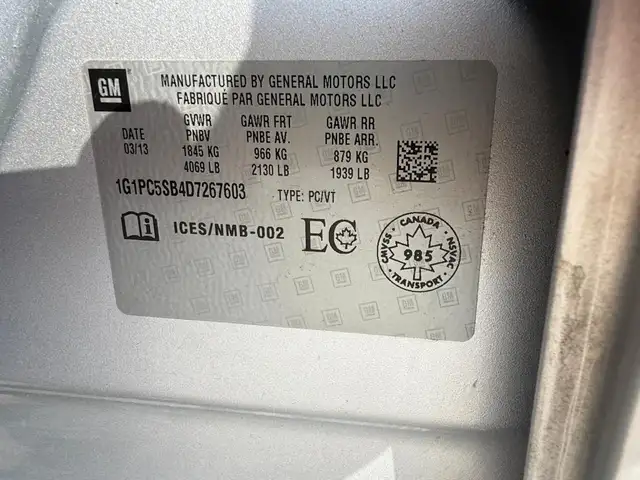 GM
MANUFACTURED BY GENERAL MOTORS LLC
FABRIQUÉ PAR GENERAL MOTORS LLC
GVWR GAWR FRT GAWR RR
DATE PNBV PNBE AV. PNBE ARR.
03/13 1845 KG 966 KG 879 KG
4069 LB 2130 LB 1939 LB
1G1PC5SB4D7267603 TYPE: PC/VT
i ICES/NMB-002 EC
CANADA
CMVSS 985 NSVAC
TRANSPORT